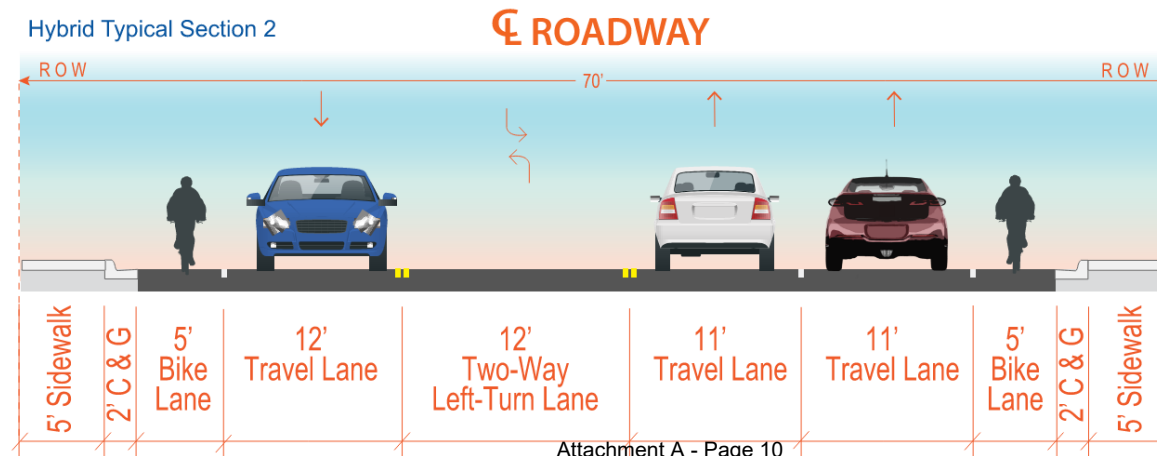 Hybrid Typical Section 2
℄ ROADWAY
ROW
70’
ROW
5’ Sidewalk
2’ C & G
5’
Bike
Lane
12’
Travel Lane
12’
Two-Way
Left-Turn Lane
11’
Travel Lane
11’
Travel Lane
5’
Bike
Lane
2’ C & G
5’ Sidewalk
Attachment A - Page 10